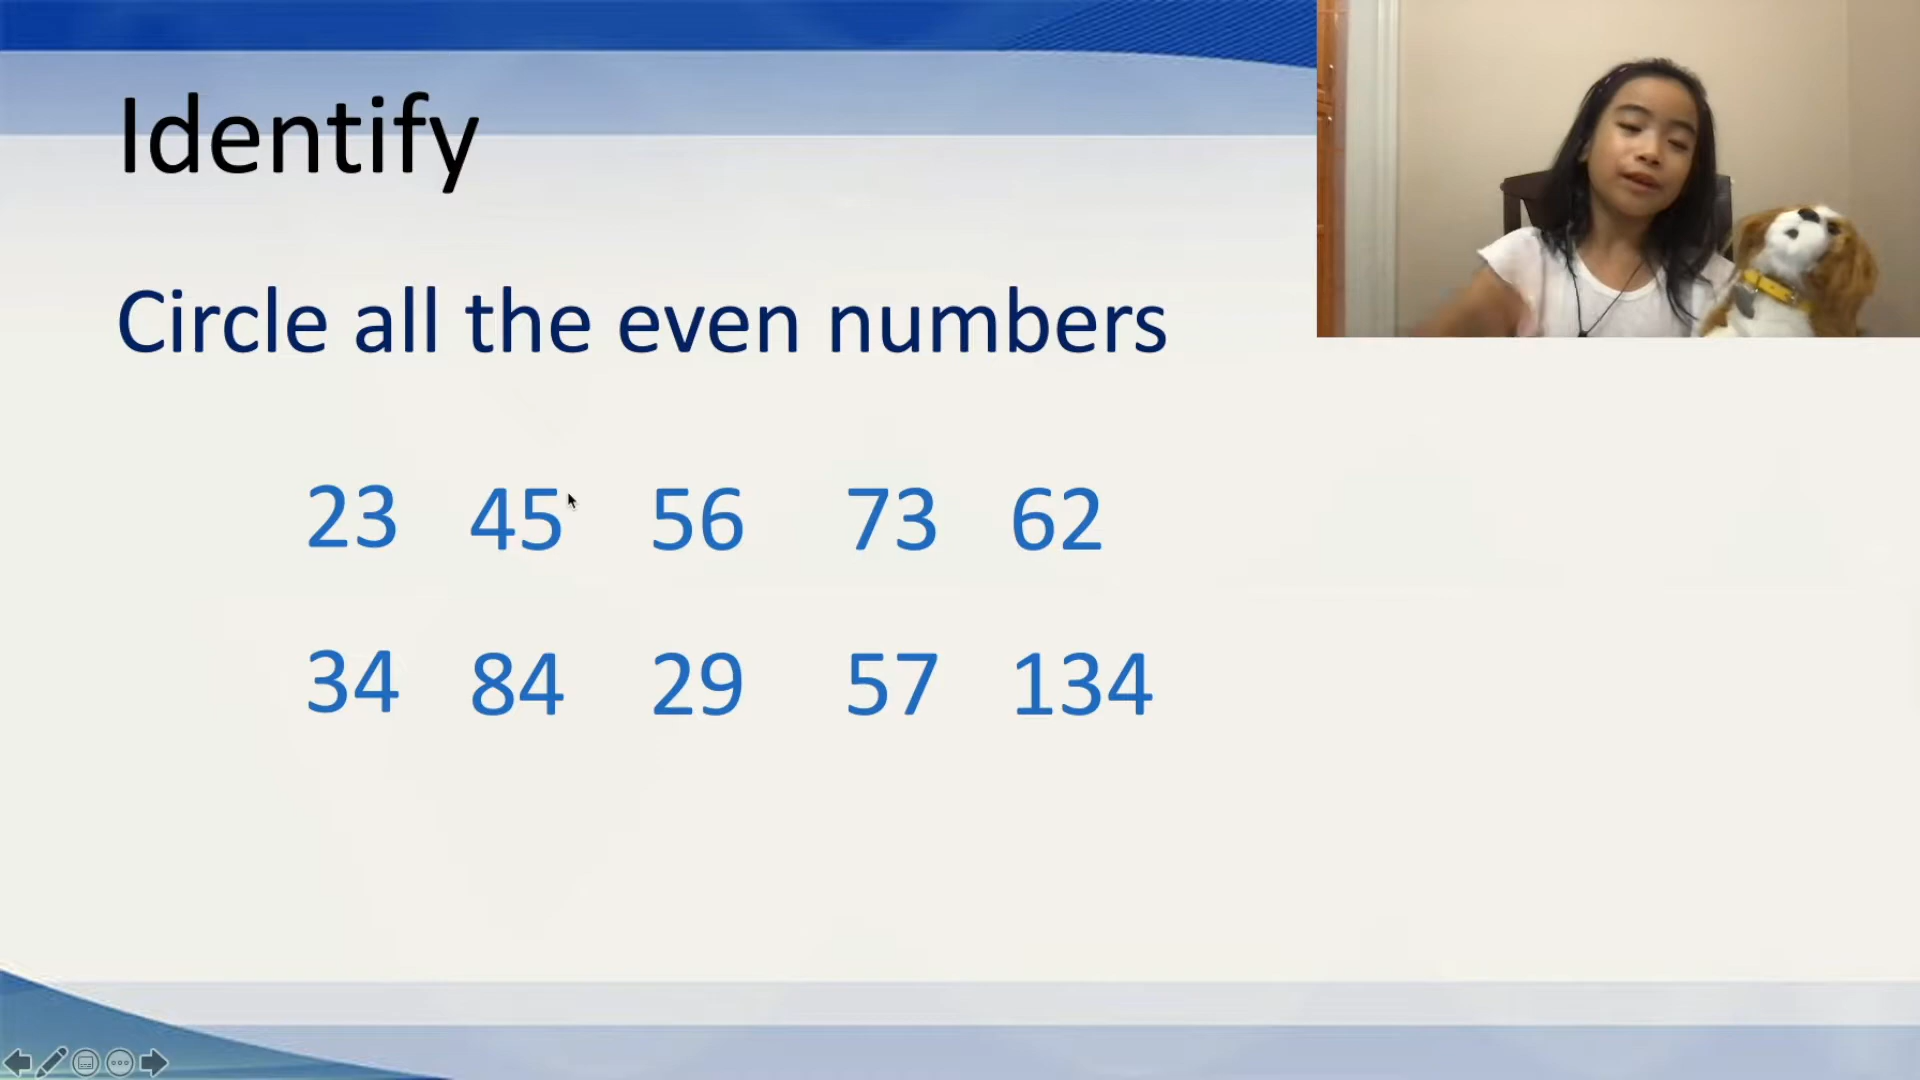 Identify
Circle all the even numbers
23 45 56 73 62
34 84 29 57 134